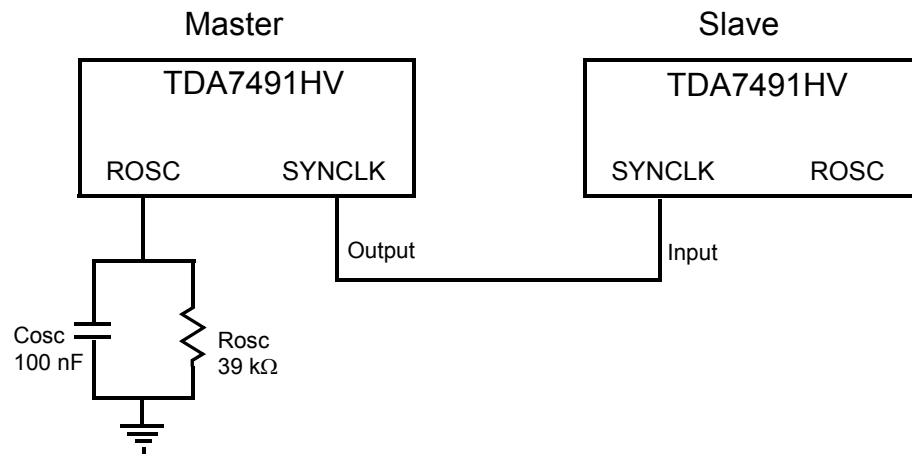 Master
Slave
TDA7491HV
TDA7491HV
ROSC
SYNCLK
SYNCLK
ROSC
Output
Input
Cosc
100 nF
Rosc
39 kΩ